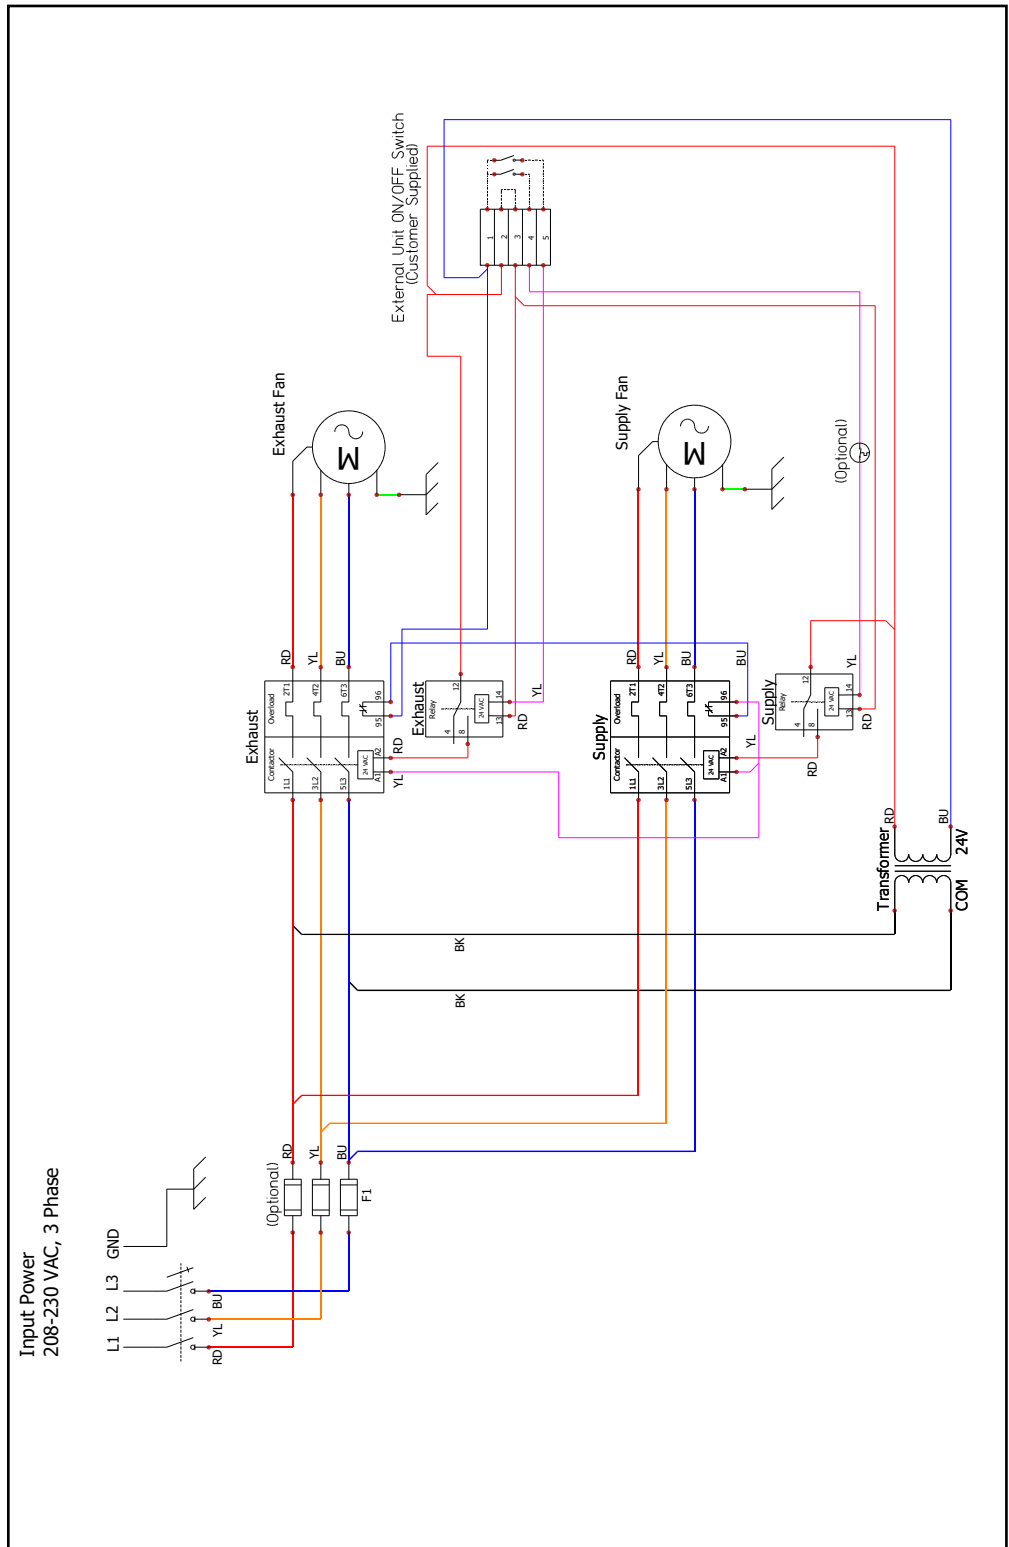 Input Power
208-230 VAC, 3 Phase
L1
L2
L3
GND
RD
YL
BU
(Optional)
F1
RD
YL
BU
BK
BK
Transformer
COM
24V
RD
BU
Exhaust
Contactor
Overload
1L1
3L2
5L3
24 VAC
A1
A2
2T1
4T2
6T3
95
96
RD
YL
BU
YL
RD
Exhaust
Relay
4
8
12
24 VAC
13
14
RD
YL
Exhaust Fan
M
Supply
Contactor
Overload
1L1
3L2
5L3
24 VAC
A1
A2
2T1
4T2
6T3
95
96
RD
YL
BU
BU
YL
RD
Supply
Relay
4
8
12
24 VAC
13
14
RD
YL
Supply Fan
M
(Optional)
External Unit ON/OFF Switch
(Customer Supplied)
1
2
3
4
5